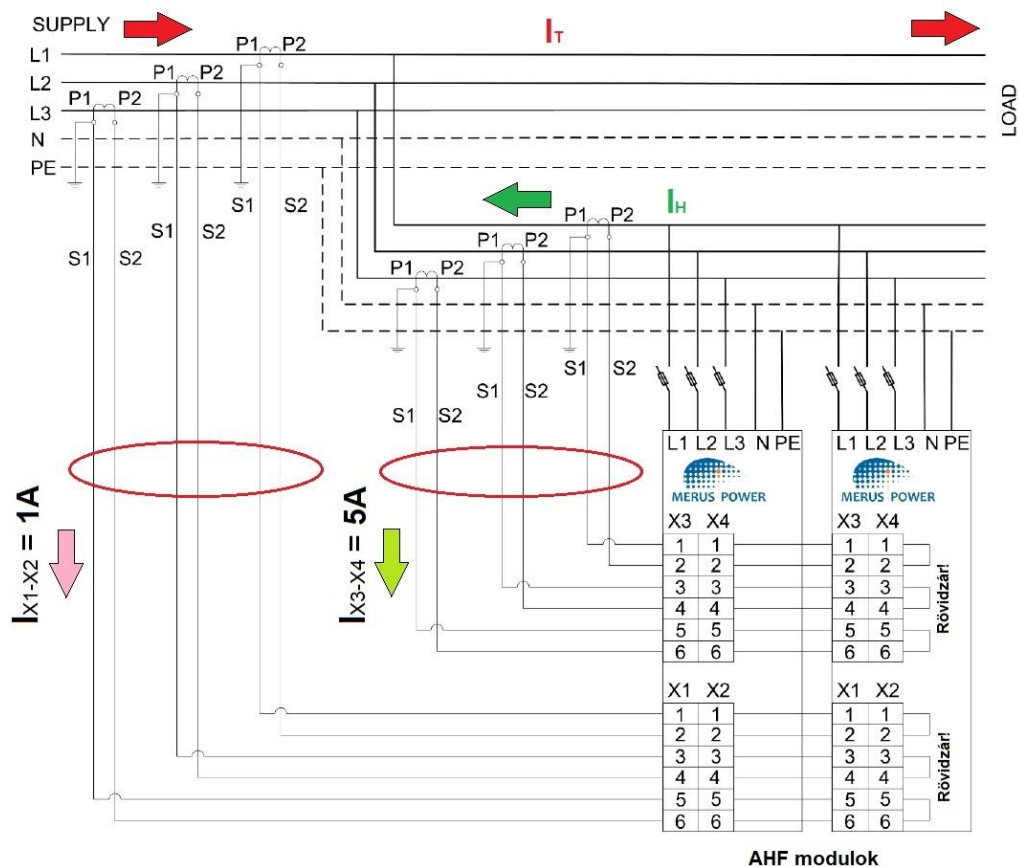 SUPPLY
P1 P2
I_T
L1
P1 P2
L2
P1 P2
L3
N
PE
LOAD
S1 S2
I_H
P1 P2
S1 S2
P1 P2
S1 S2
P1 P2
S1 S2
S1 S2
S1 S2
I_X1-X2 = 1A
I_X3-X4 = 5A
L1 L2 L3 N PE
L1 L2 L3 N PE
MERUS POWER
MERUS POWER
X3 X4
X3 X4
1 1
1 1
2 2
2 2
3 3
3 3
4 4
4 4
5 5
5 5
6 6
6 6
Rövidzár!
X1 X2
X1 X2
1 1
1 1
2 2
2 2
3 3
3 3
4 4
4 4
5 5
5 5
6 6
6 6
Rövidzár!
AHF modulok